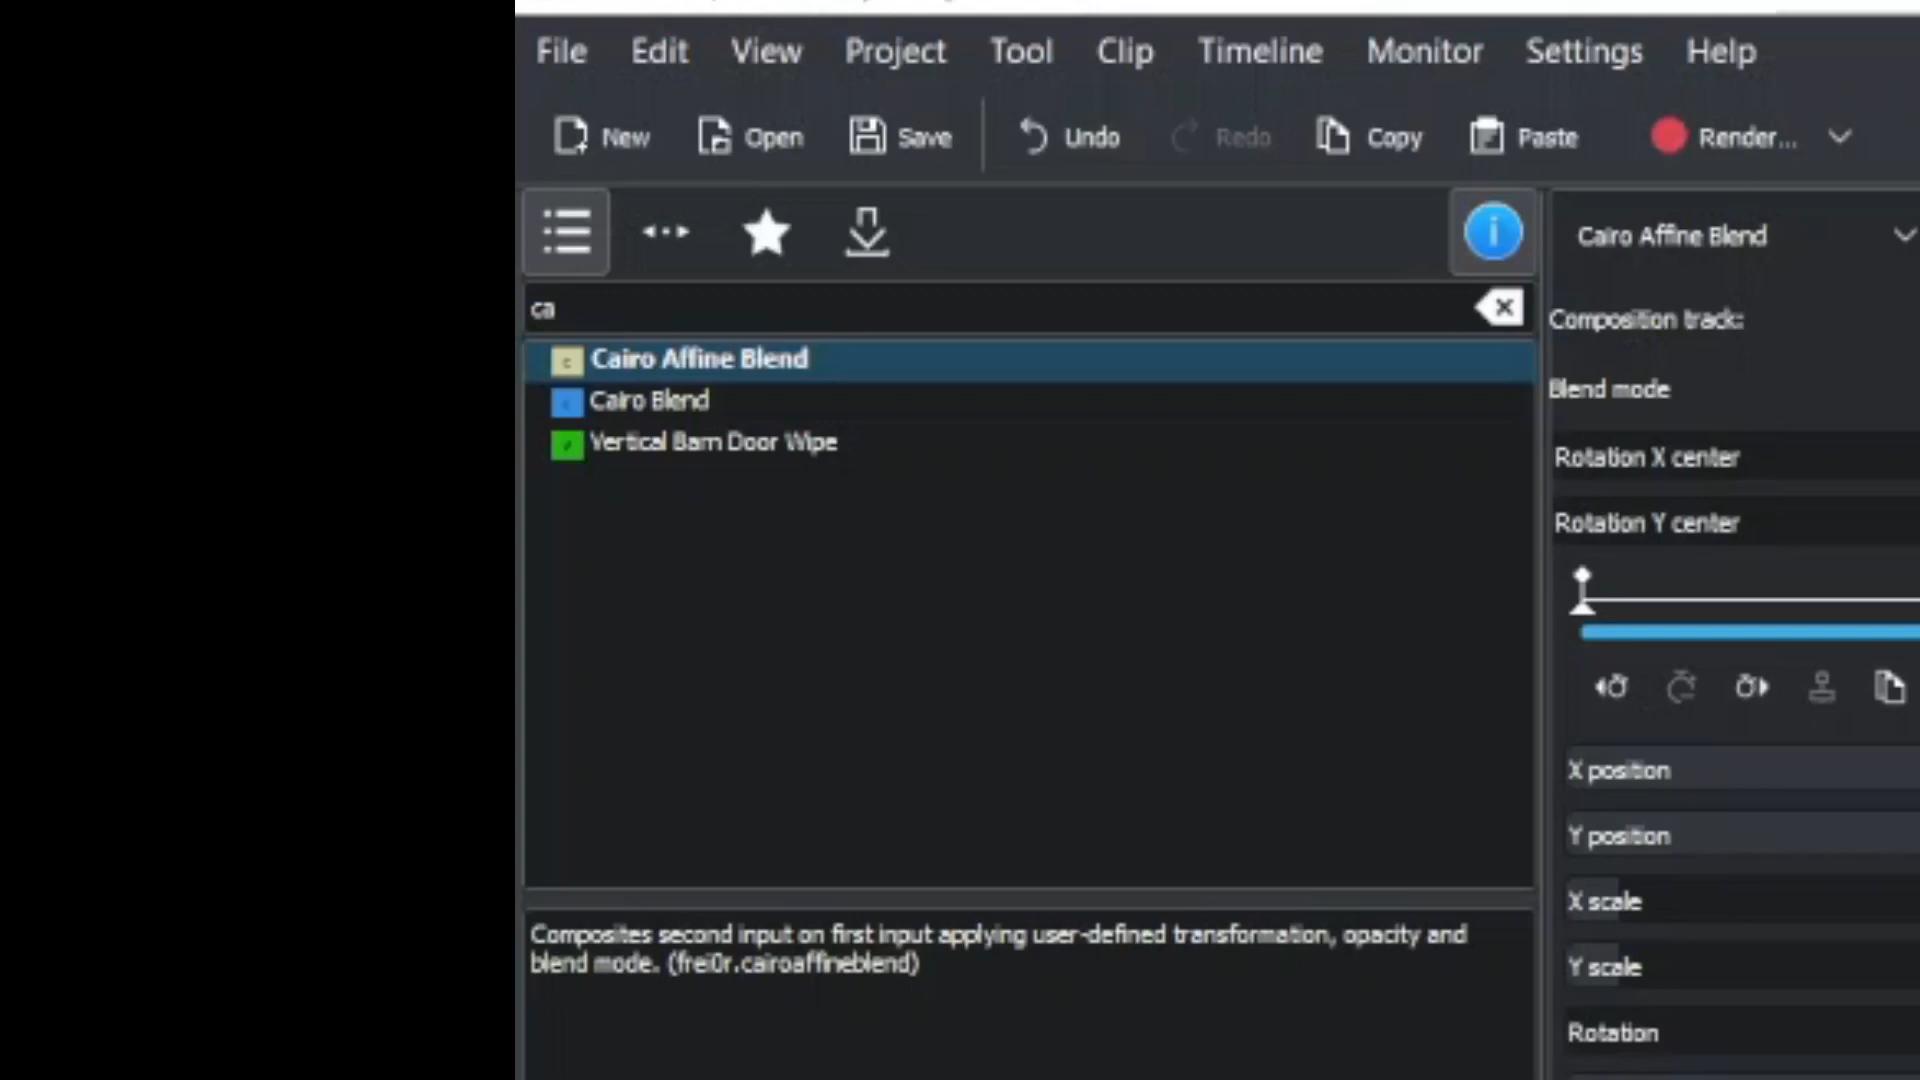 File Edit View Project Tool Clip Timeline Monitor Settings Help
New Open Save Undo Redo Copy Paste Render...
Cairo Affine Blend
ca
Composition track:
Cairo Affine Blend
Blend mode
Cairo Blend
Vertical Barn Door Wipe
Rotation X center
Rotation Y center
X position
Y position
X scale
Composites second input on first input applying user-defined transformation, opacity and
blend mode. (frei0r.cairoaffineblend)
Y scale
Rotation